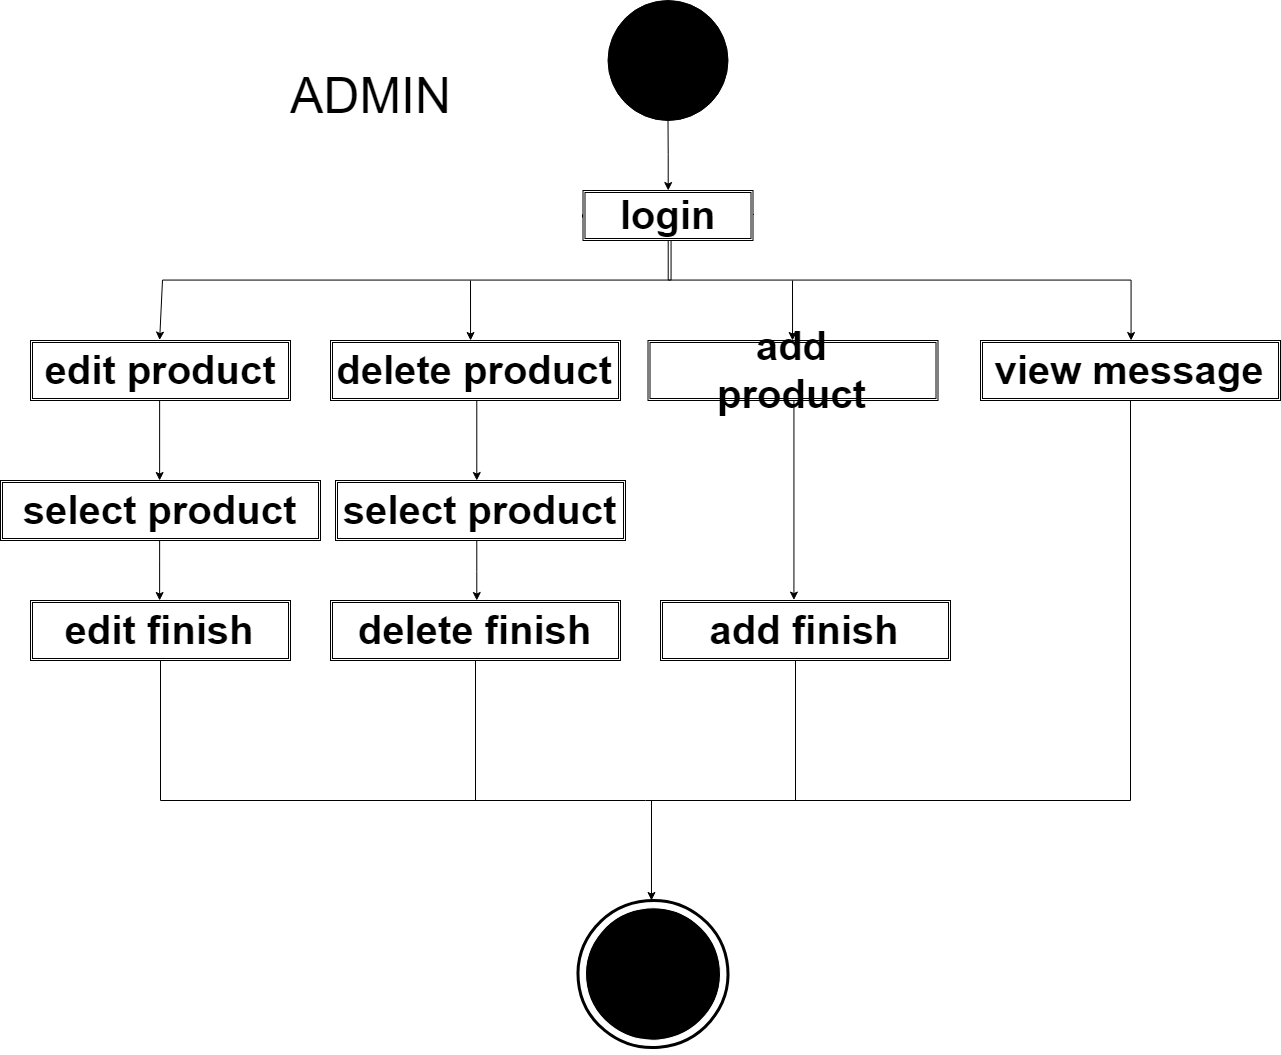 ADMIN
login
edit product
delete product
add
product
view message
select product
select product
edit finish
delete finish
add finish